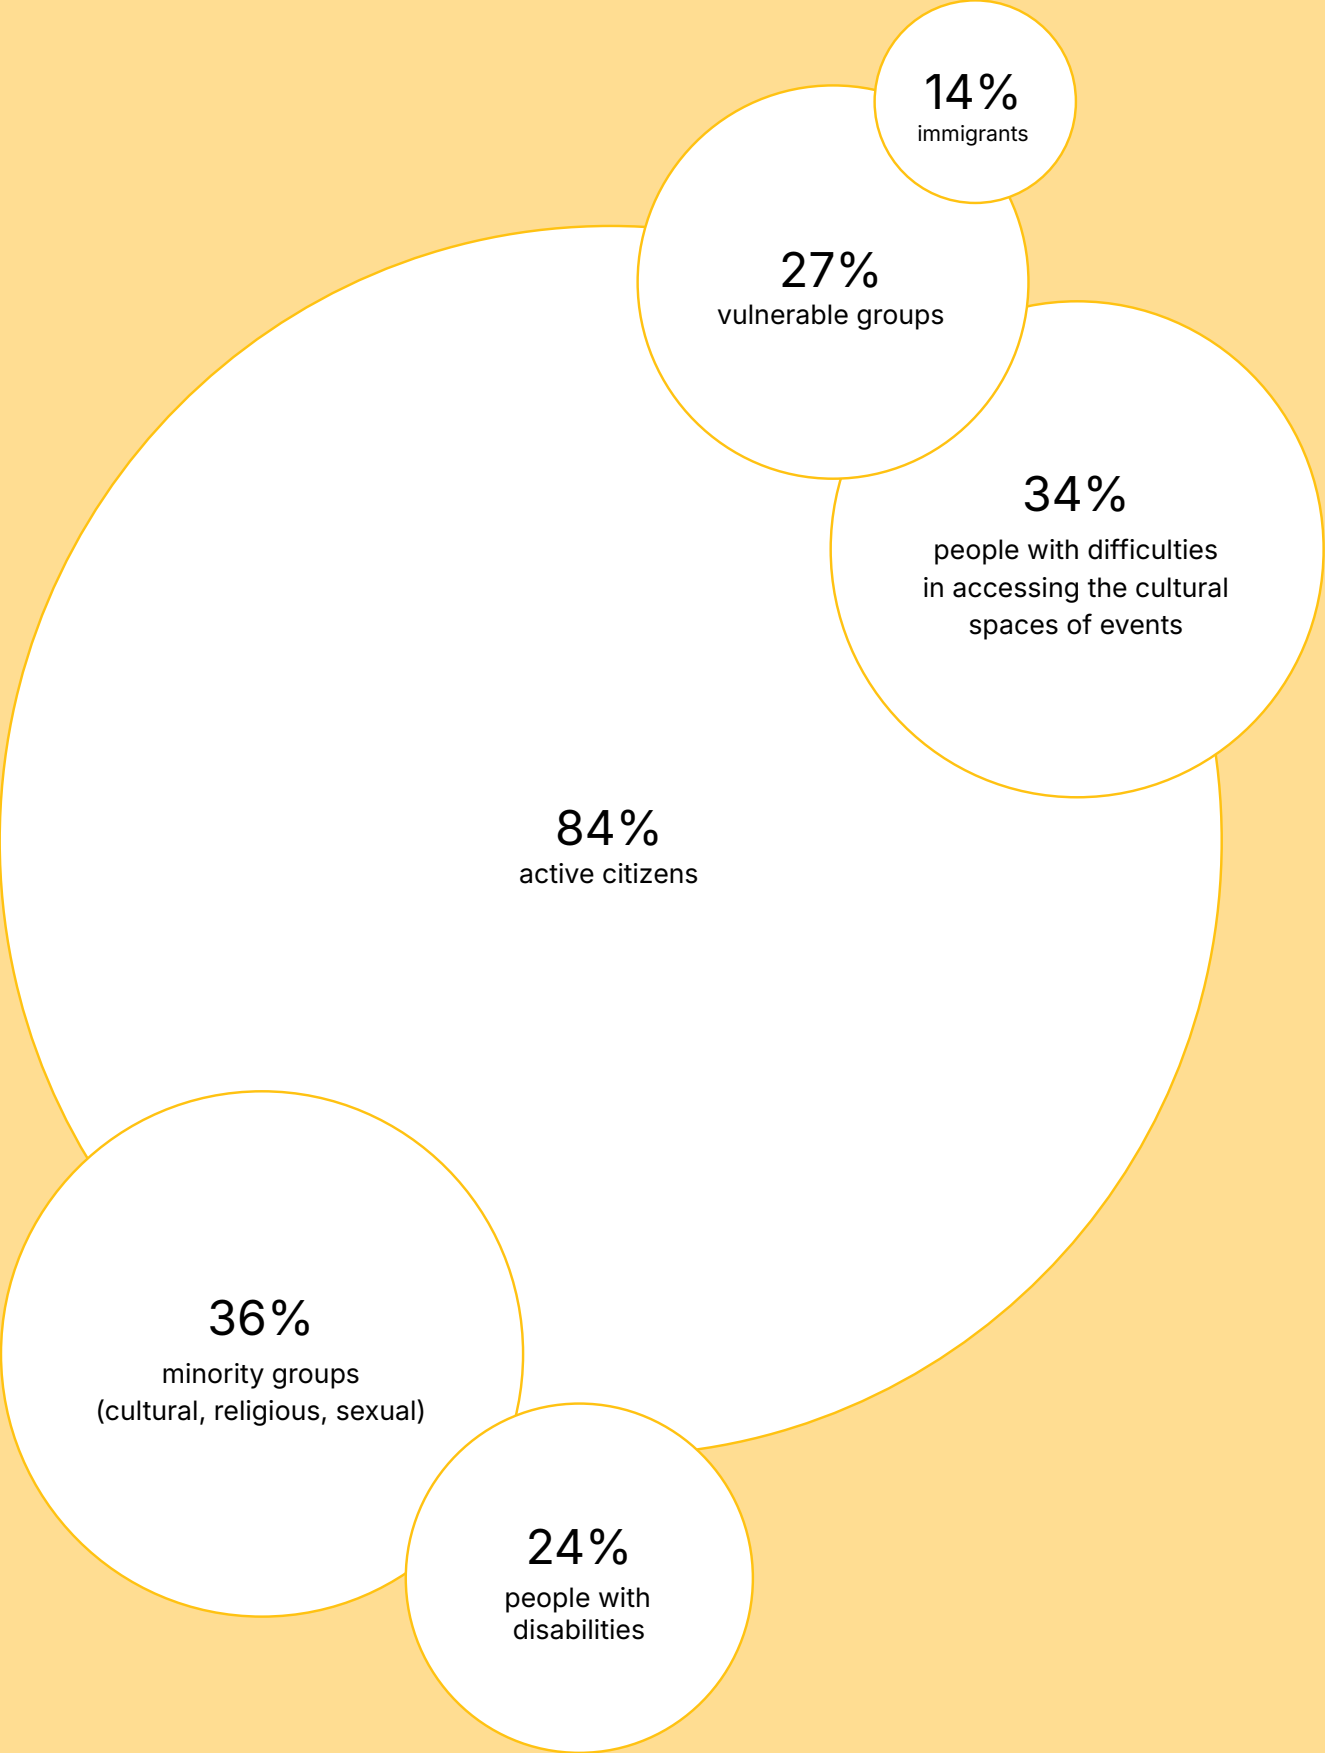 14%
immigrants
27%
vulnerable groups
34%
people with difficulties
in accessing the cultural
spaces of events
84%
active citizens
36%
minority groups
(cultural, religious, sexual)
24%
people with
disabilities